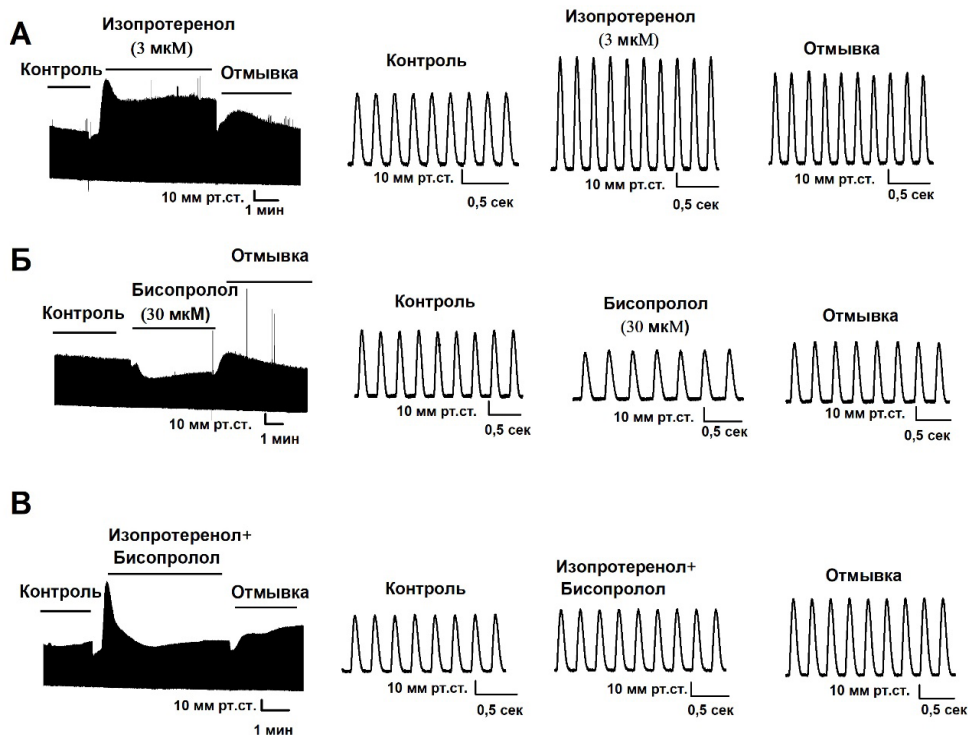 А
Изопротеренол
(3 мкМ)
Контроль
Отмывка
10 мм рт.ст.
1 мин
Контроль
10 мм рт.ст.
0,5 сек
Изопротеренол
(3 мкМ)
10 мм рт.ст.
0,5 сек
Отмывка
10 мм рт.ст.
0,5 сек
Б
Контроль
Бисопролол
(30 мкМ)
Отмывка
10 мм рт.ст.
1 мин
Контроль
10 мм рт.ст.
0,5 сек
Бисопролол
(30 мкМ)
10 мм рт.ст.
0,5 сек
Отмывка
10 мм рт.ст.
0,5 сек
В
Изопротеренол+
Бисопролол
Контроль
Отмывка
10 мм рт.ст.
1 мин
Контроль
10 мм рт.ст.
0,5 сек
Изопротеренол+
Бисопролол
10 мм рт.ст.
0,5 сек
Отмывка
10 мм рт.ст.
0,5 сек